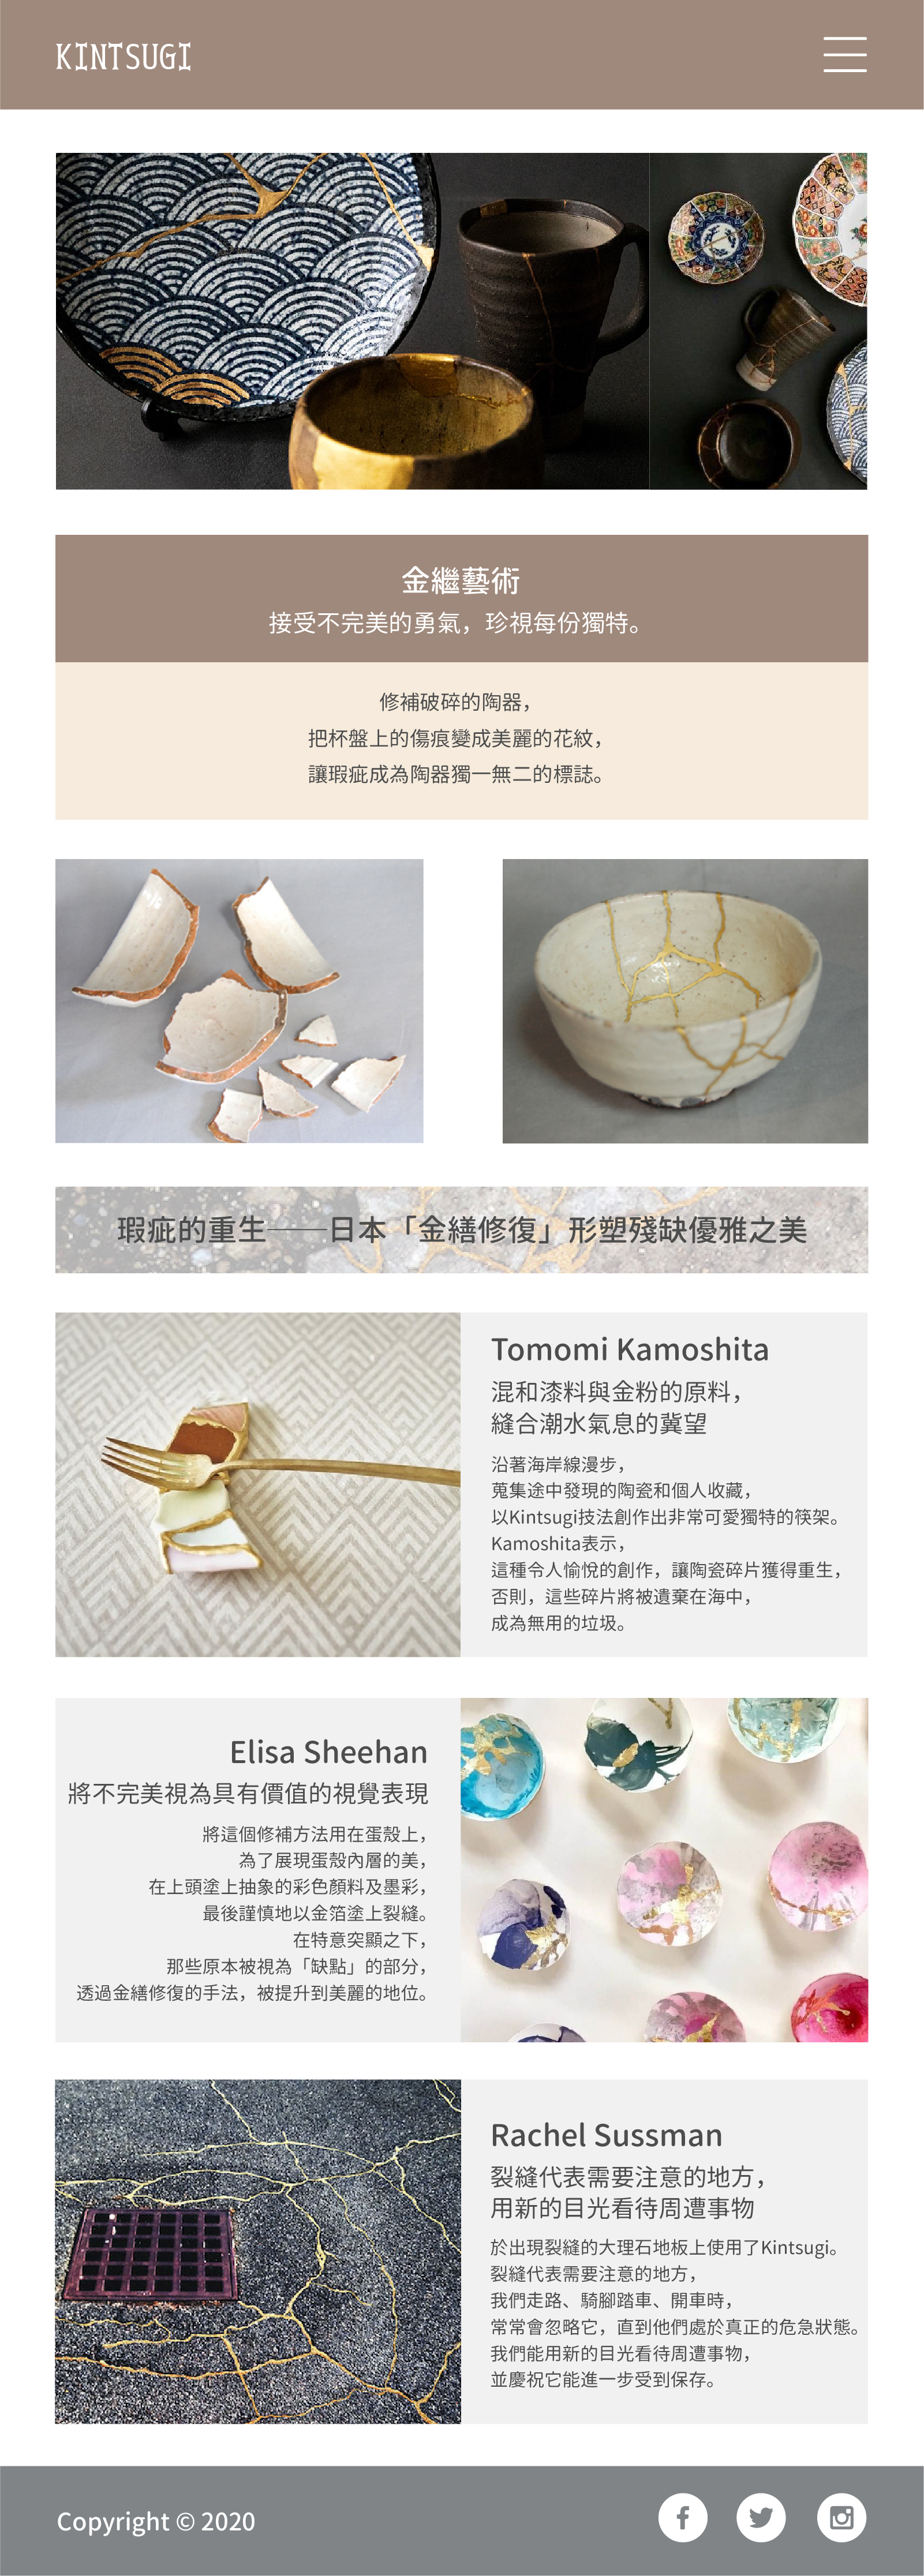 KINTSUGI
金繼藝術
接受不完美的勇氣，珍視每份獨特。
修補破碎的陶器，
把杯盤上的傷痕變成美麗的花紋，
讓瑕疵成為陶器獨一無二的標誌。
瑕疵的重生——日本「金繕修復」形塑殘缺優雅之美
Tomomi Kamoshita
混和漆料與金粉的原料，
縫合潮水氣息的冀望
沿著海岸線漫步，
蒐集途中發現的陶瓷和個人收藏，
以Kintsugi技法創作出非常可愛獨特的筷架。
Kamoshita表示，
這種令人愉悅的創作，讓陶瓷碎片獲得重生，
否則，這些碎片將被遺棄在海中，
成為無用的垃圾。
Elisa Sheehan
將不完美視為具有價值的視覺表現
將這個修補方法用在蛋殼上，
為了展現蛋殼內層的美，
在上頭塗上抽象的彩色顏料及墨彩，
最後謹慎地以金箔塗上裂縫。
在特意突顯之下，
那些原本被視為「缺點」的部分，
透過金繕修復的手法，被提升到美麗的地位。
Rachel Sussman
裂縫代表需要注意的地方，
用新的目光看待周遭事物
於出現裂縫的大理石地板上使用了Kintsugi。
裂縫代表需要注意的地方，
我們走路、騎腳踏車、開車時，
常常會忽略它，直到他們處於真正的危急狀態。
我們能用新的目光看待周遭事物，
並慶祝它能進一步受到保存。
Copyright © 2020